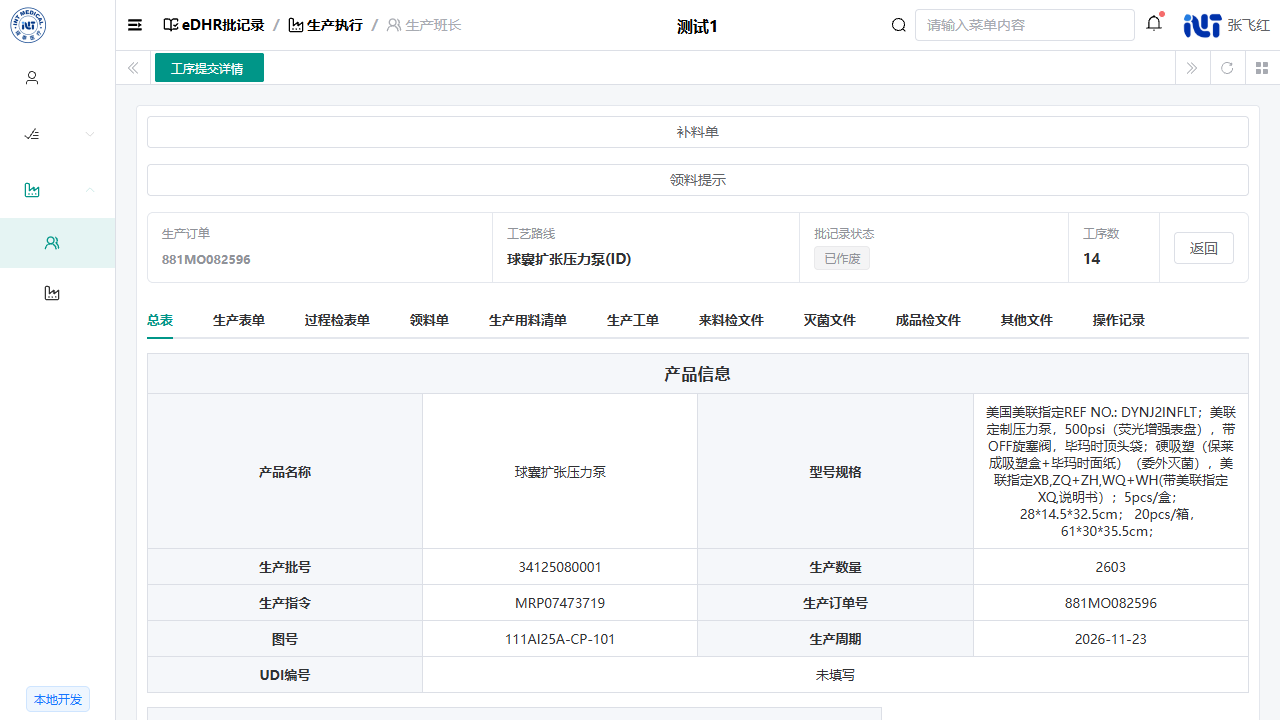 eDHR批记录 / 生产执行 / 生产班长
测试1
请输入菜单内容
张飞红
工序提交详情
补料单
领料提示
生产订单
881MO082596
工艺路线
球囊扩张压力泵(ID)
批记录状态
已作废
工序数
14
返回
总表 生产表单 过程检表单 领料单 生产用料清单 生产工单 来料检文件 灭菌文件 成品检文件 其他文件 操作记录
产品信息
产品名称
球囊扩张压力泵
型号规格
美国美联指定REF NO.: DYNJ2INFLT；美联
定制压力泵，500psi（荧光增强表盘），带
OFF旋塞阀，毕玛时顶头袋；硬吸塑（保莱
成吸塑盒+毕玛时面纸）（委外灭菌），美
联指定XB,ZQ+ZH,WQ+WH(带美联指定
XQ,说明书）；5pcs/盒；
28*14.5*32.5cm； 20pcs/箱，
61*30*35.5cm；
生产批号 34125080001 生产数量 2603
生产指令 MRP07473719 生产订单号 881MO082596
图号 111AI25A-CP-101 生产周期 2026-11-23
UDI编号 未填写
本地开发